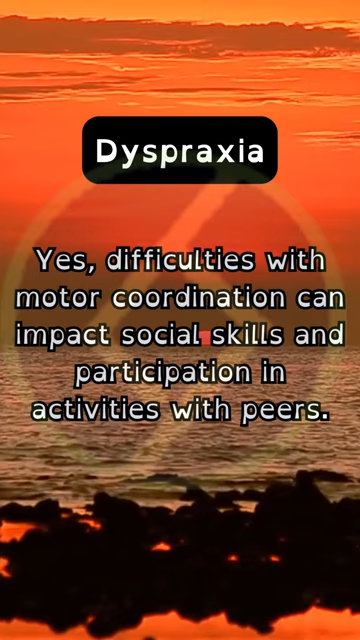 Dyspraxia
Yes, difficulties with
motor coordination can
impact social skills and
participation in
activities with peers.